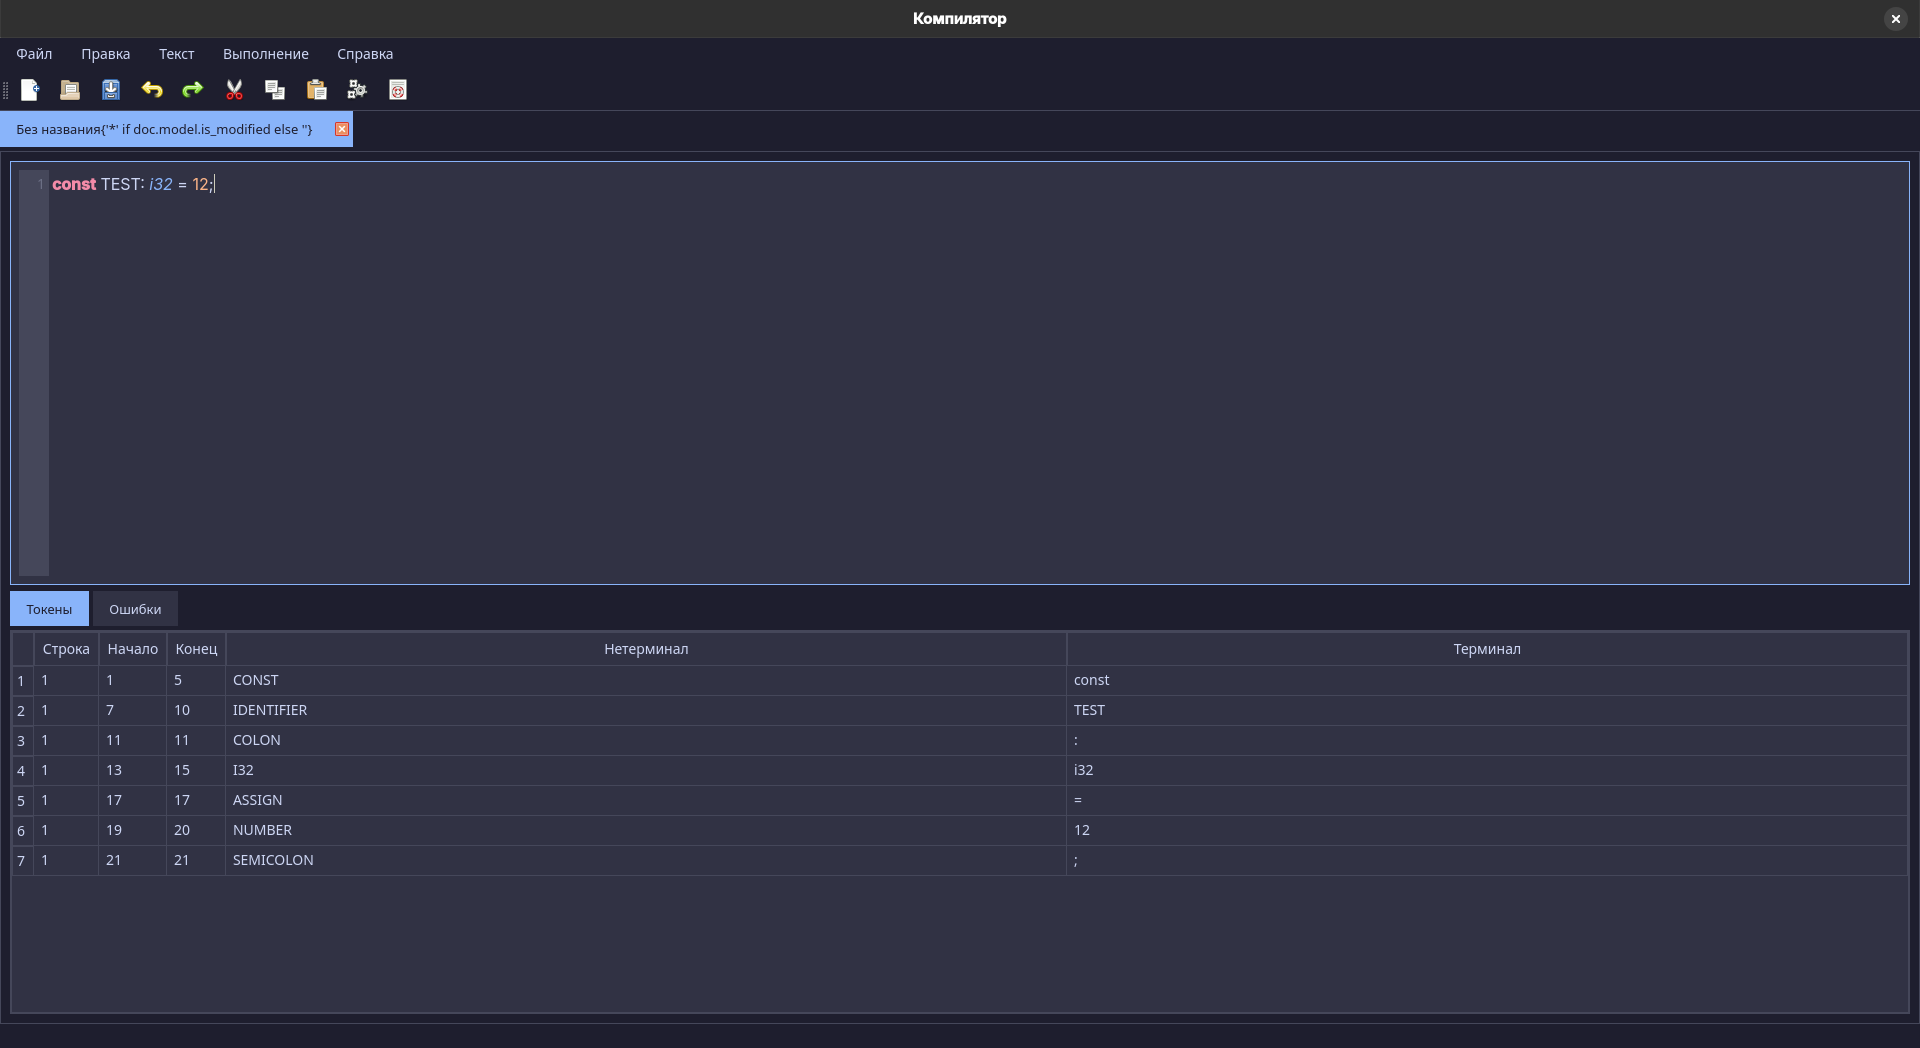 Компилятор
Файл Правка Текст Выполнение Справка
Без названия{'*' if doc.model.is_modified else ''}
1 const TEST: i32 = 12;
Токены Ошибки
Строка Начало Конец Нетерминал Терминал
1 1 1 5 CONST const
2 1 7 10 IDENTIFIER TEST
3 1 11 11 COLON :
4 1 13 15 I32 i32
5 1 17 17 ASSIGN =
6 1 19 20 NUMBER 12
7 1 21 21 SEMICOLON ;